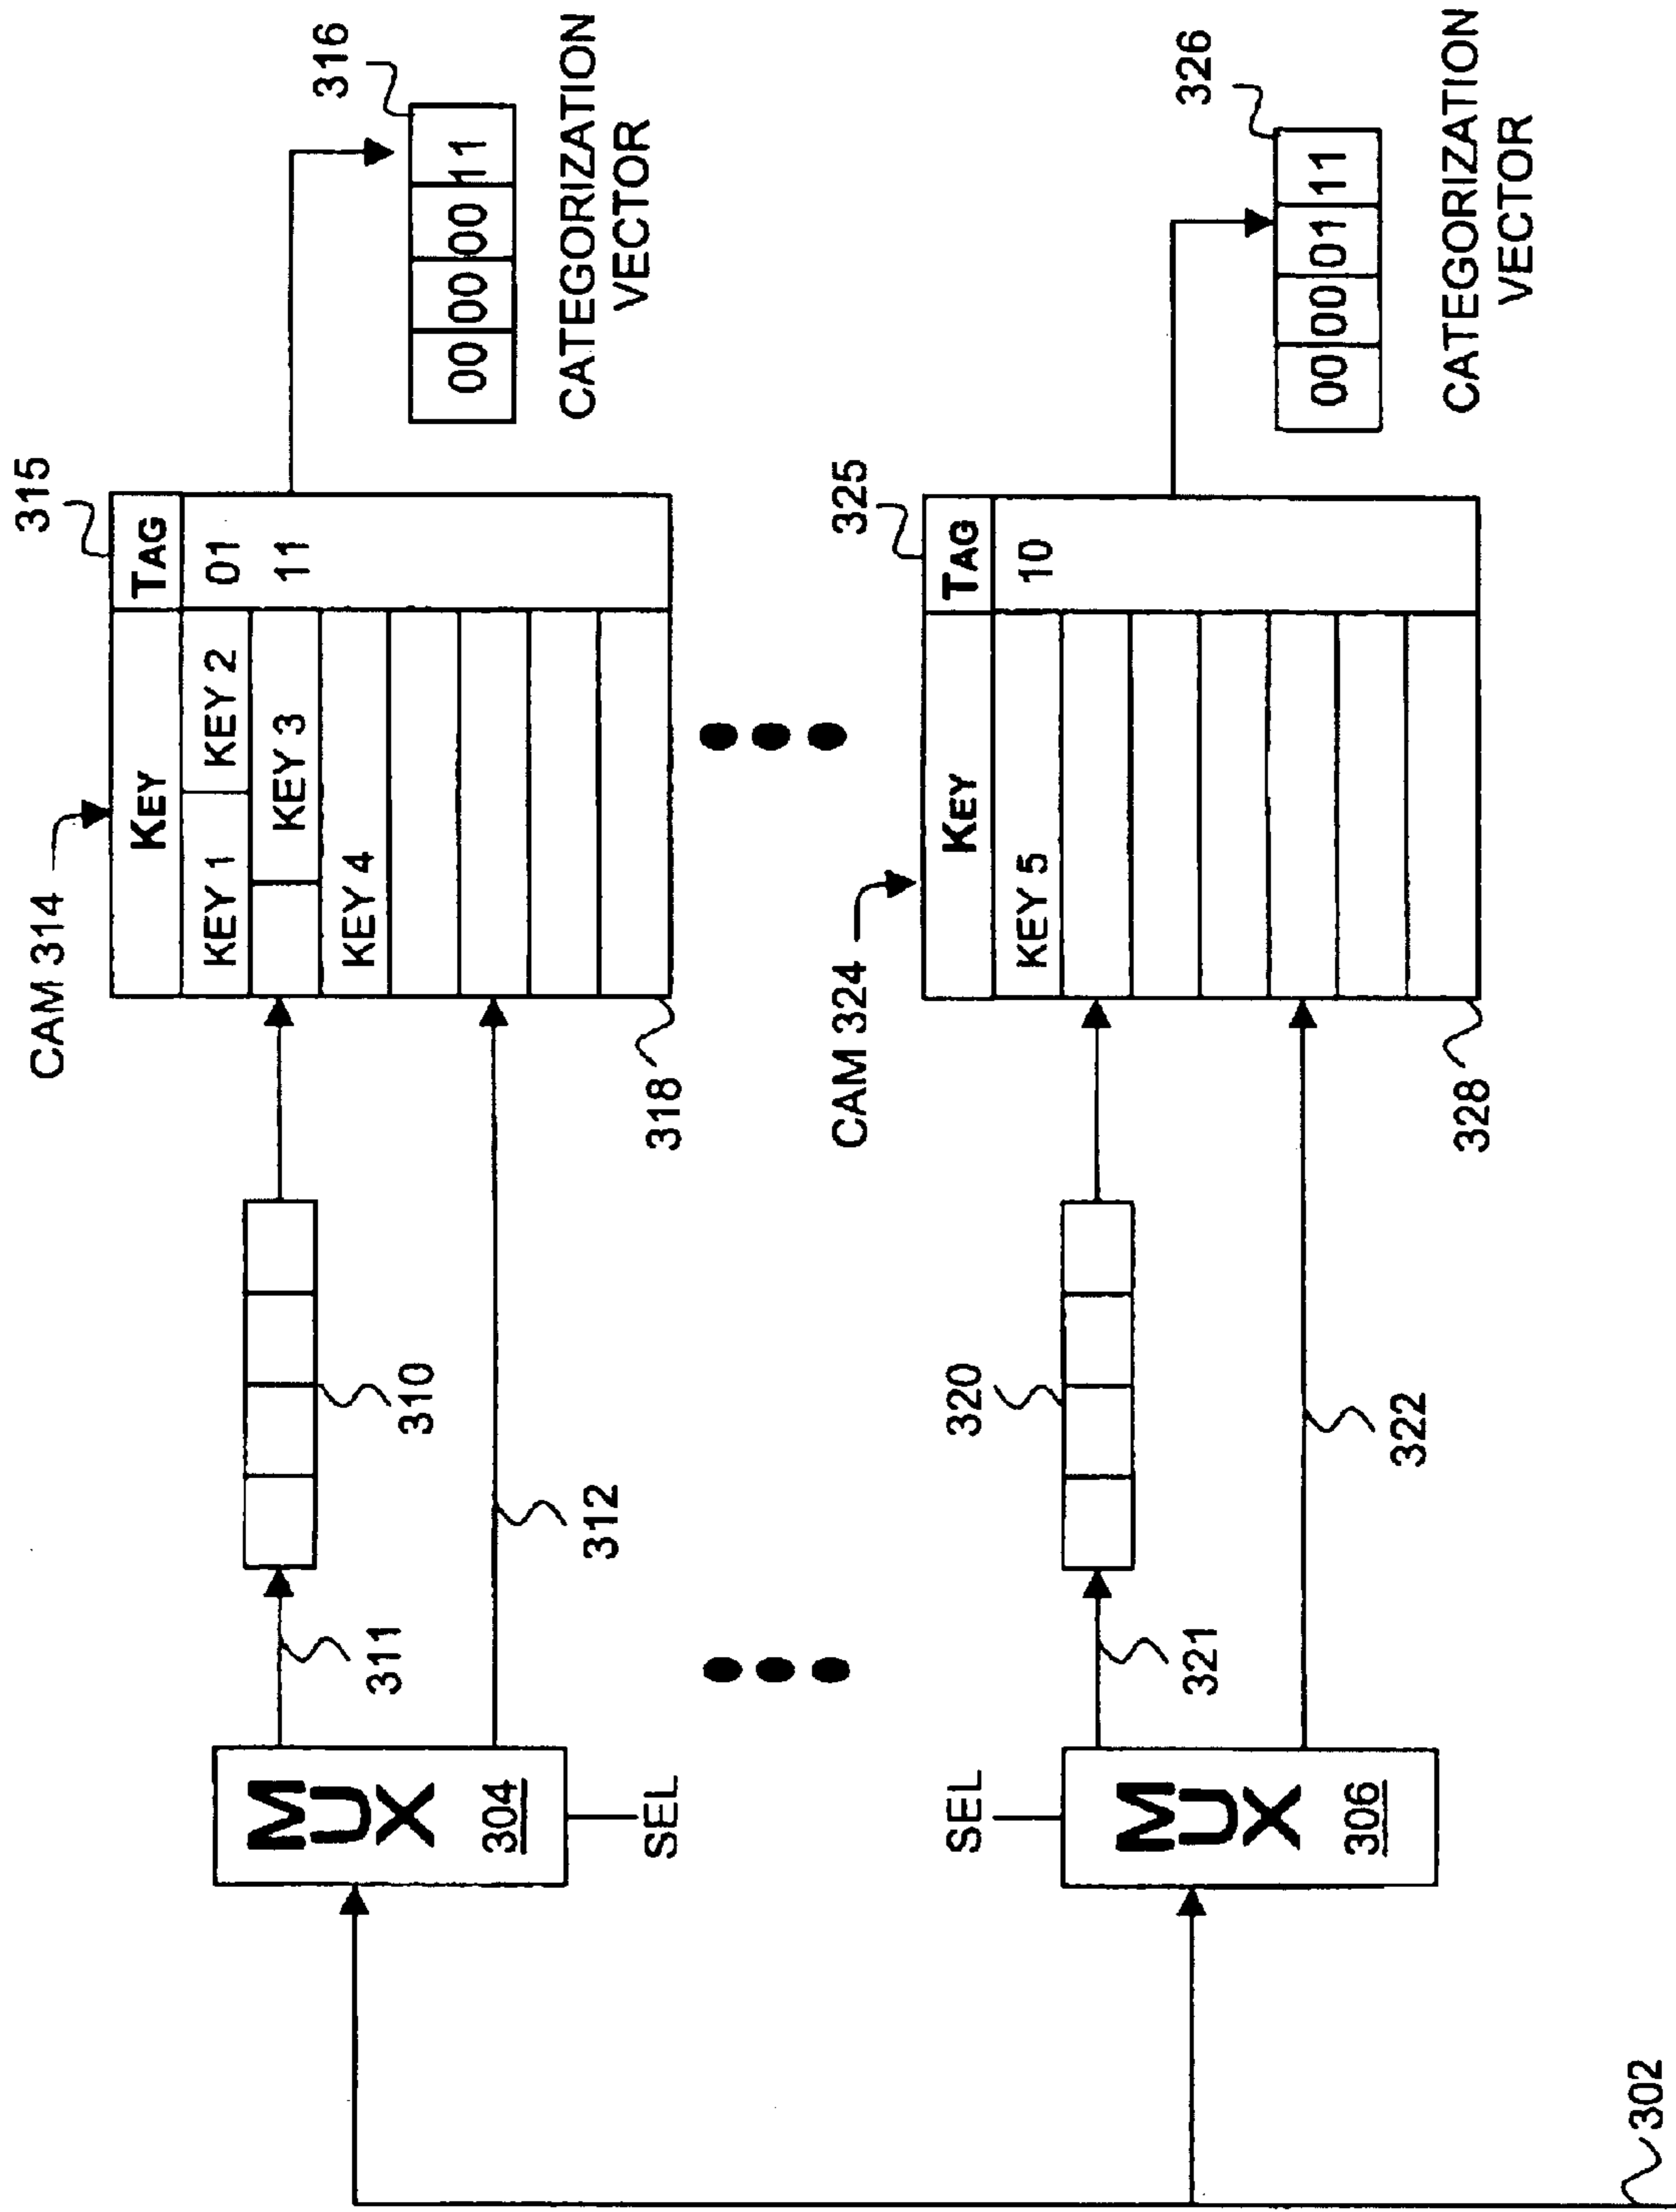 CAM 314
315
KEY
TAG
KEY 1
KEY 2
01
KEY 3
11
KEY 4
318
316
00 00 00 11
CATEGORIZATION
VECTOR
MUX
304
SEL
311
310
312
CAM 324
325
KEY
TAG
KEY 5
10
328
326
00 00 01 11
CATEGORIZATION
VECTOR
SEL
MUX
306
321
320
322
302